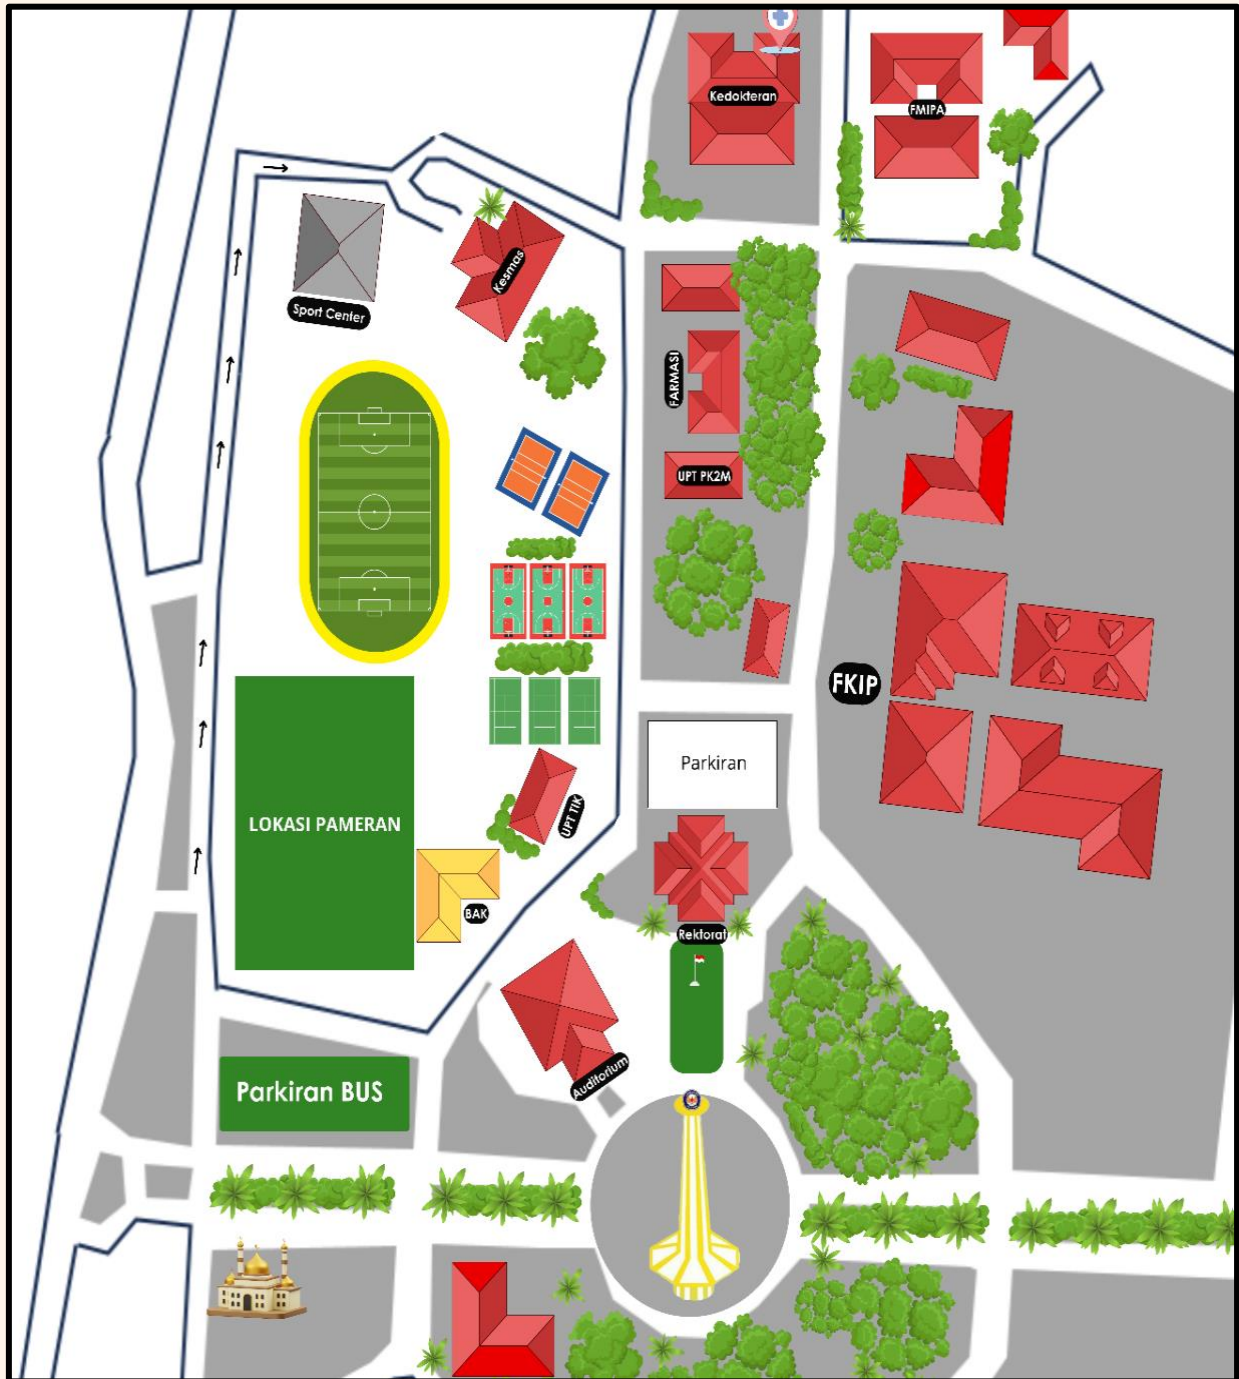 Kedokteran
FMIPA
Kesmas
Sport Center
FARMASI
UPT PK2M
FKIP
Parkiran
LOKASI PAMERAN
UPT TIK
BAK
Rektorat
Auditorium
Parkiran BUS